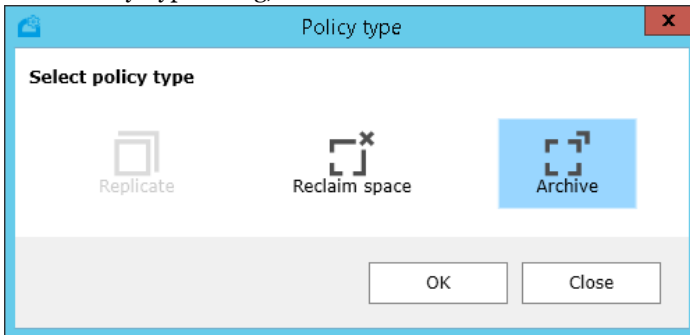 Policy type
x
Select policy type
Replicate
Reclaim space
Archive
OK
Close